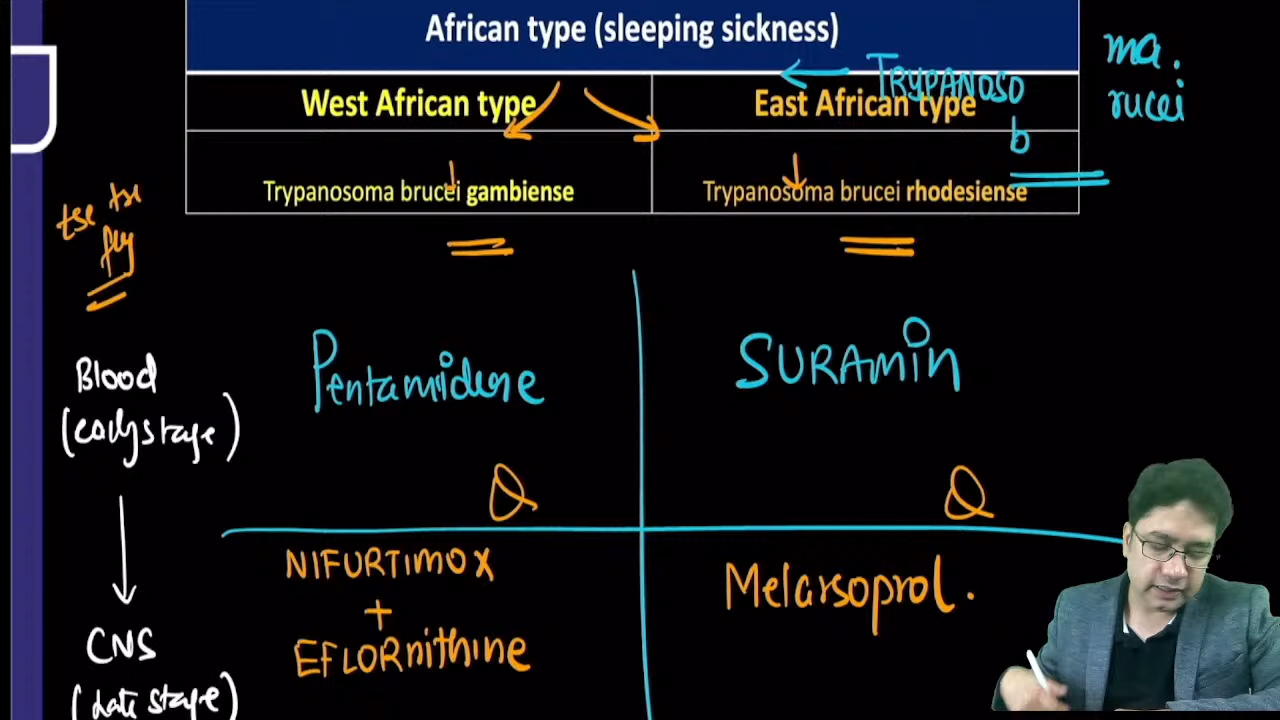 African type (sleeping sickness)
West African type
East African type
Trypanosoma brucei gambiense
Trypanosoma brucei rhodesiense
TRYPANOSO
ma.
b
rucei
tse tse
fly
Blood
(early stage)
Pentamidine
SURAMIN
Q
Q
CNS
(Late stage)
NIFURTIMOX
+
EFLORnithine
Melarsoprol.